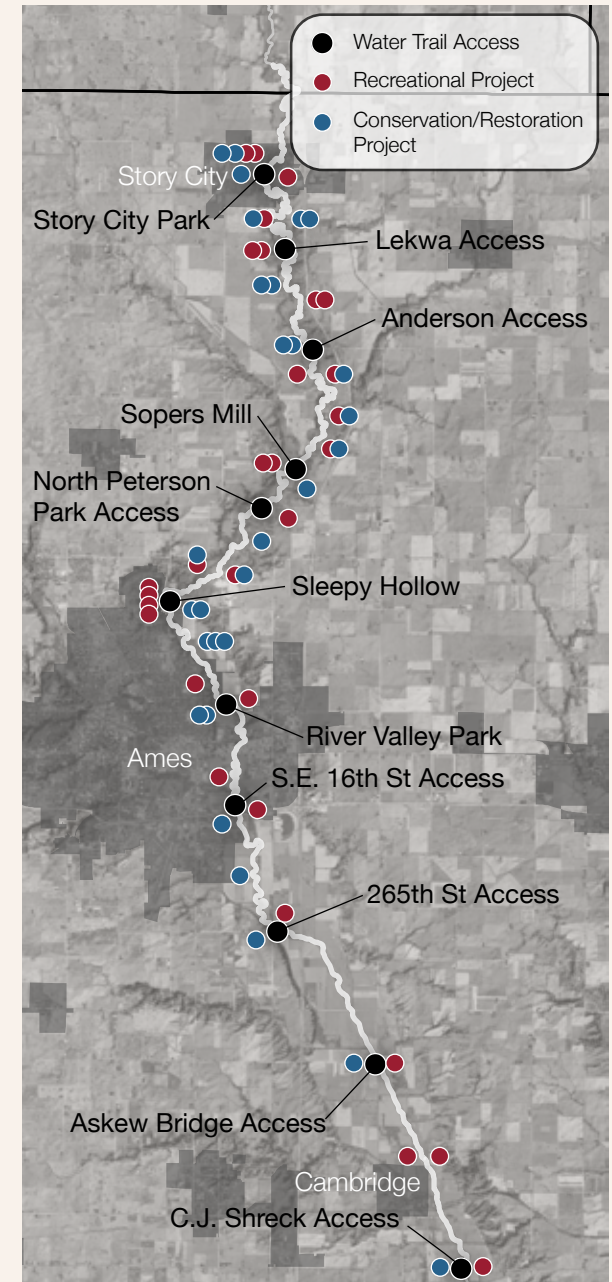 Water Trail Access
Recreational Project
Conservation/Restoration
Project
Story City
Story City Park
Lekwa Access
Anderson Access
Sopers Mill
North Peterson
Park Access
Sleepy Hollow
River Valley Park
Ames
S.E. 16th St Access
265th St Access
Askew Bridge Access
Cambridge
C.J. Shreck Access